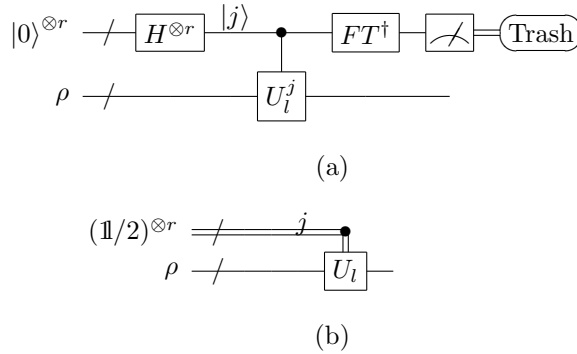 |0⟩^{⊗r} H^{⊗r} |j⟩ FT^† Trash
ρ U_l^j
(a)
(𝟙/2)^{⊗r} j
ρ U_l
(b)